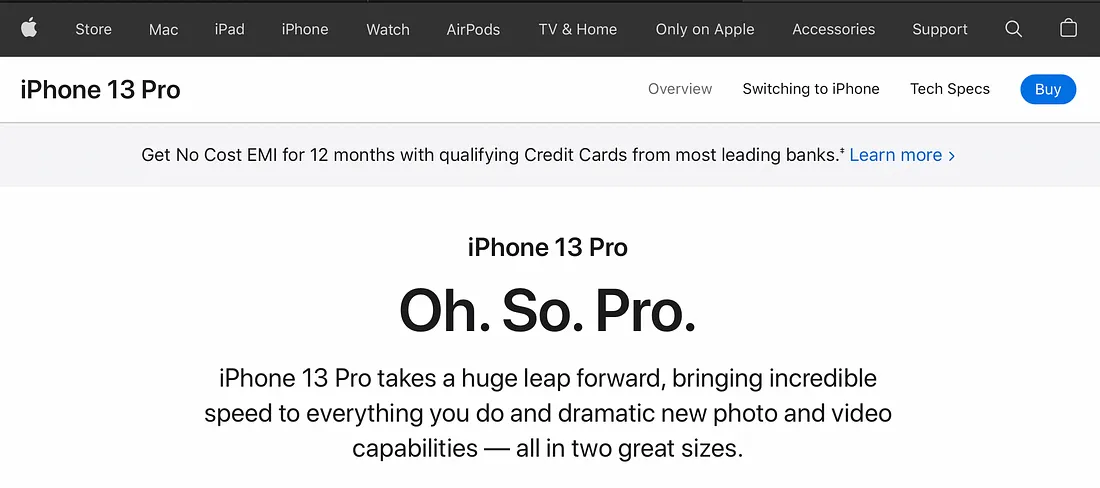 Store Mac iPad iPhone Watch AirPods TV & Home Only on Apple Accessories Support
iPhone 13 Pro Overview Switching to iPhone Tech Specs Buy
Get No Cost EMI for 12 months with qualifying Credit Cards from most leading banks.‡ Learn more >
iPhone 13 Pro
Oh. So. Pro.
iPhone 13 Pro takes a huge leap forward, bringing incredible
speed to everything you do and dramatic new photo and video
capabilities — all in two great sizes.